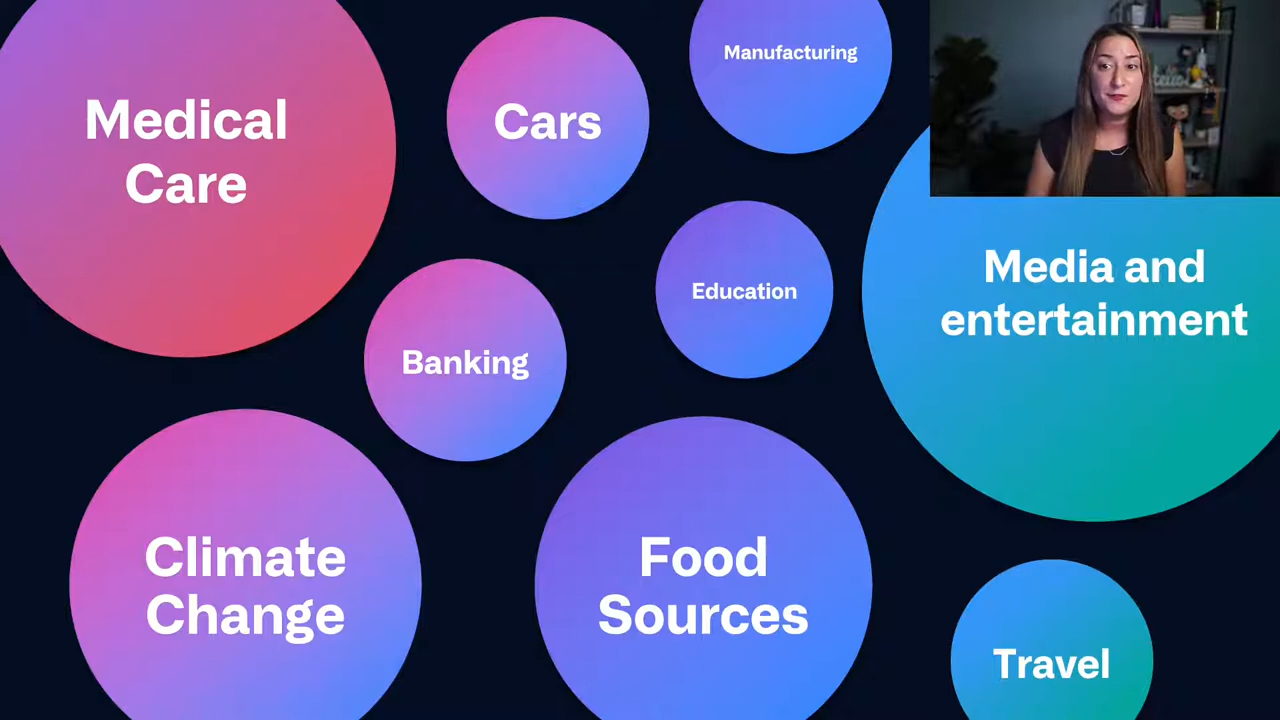 Medical
Care
Cars
Manufacturing
Media and
entertainment
Education
Banking
Climate
Change
Food
Sources
Travel